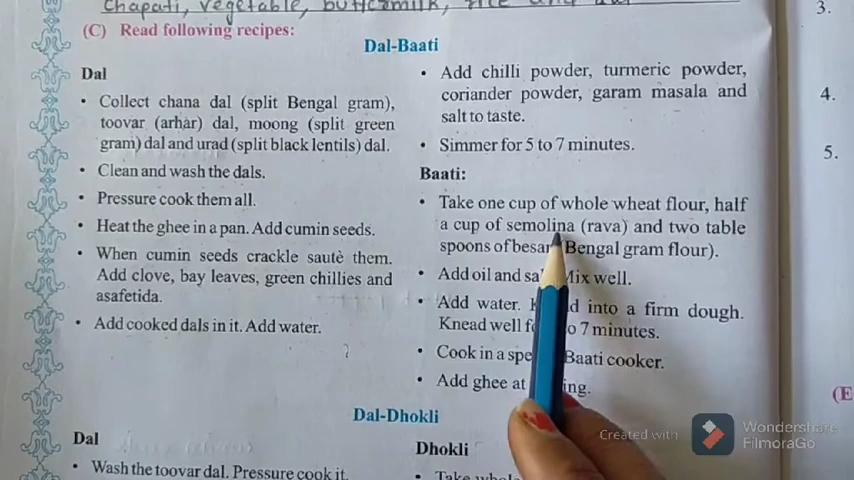 Chapati, vegetable, buttermilk, rice and dal
(C) Read following recipes:
Dal-Baati
Dal
• Collect chana dal (split Bengal gram),
toovar (arhar) dal, moong (split green
gram) dal and urad (split black lentils) dal.
• Clean and wash the dals.
• Pressure cook them all.
• Heat the ghee in a pan. Add cumin seeds.
• When cumin seeds crackle sautè them.
Add clove, bay leaves, green chillies and
asafetida.
• Add cooked dals in it. Add water.
• Add chilli powder, turmeric powder,
coriander powder, garam masala and
salt to taste.
• Simmer for 5 to 7 minutes.
Baati:
• Take one cup of whole wheat flour, half
a cup of semolina (rava) and two table
spoons of besan (Bengal gram flour).
• Add oil and Mix well.
• Add water. into a firm dough.
Knead well 7 minutes.
• Cook in a Baati cooker.
• Add ghee at
Dal-Dhokli
Dal
• Wash the toovar dal. Pressure cook it.
Dhokli
• Take
3.
4.
5.
(E
Created with
Wondershare
FilmoraGo